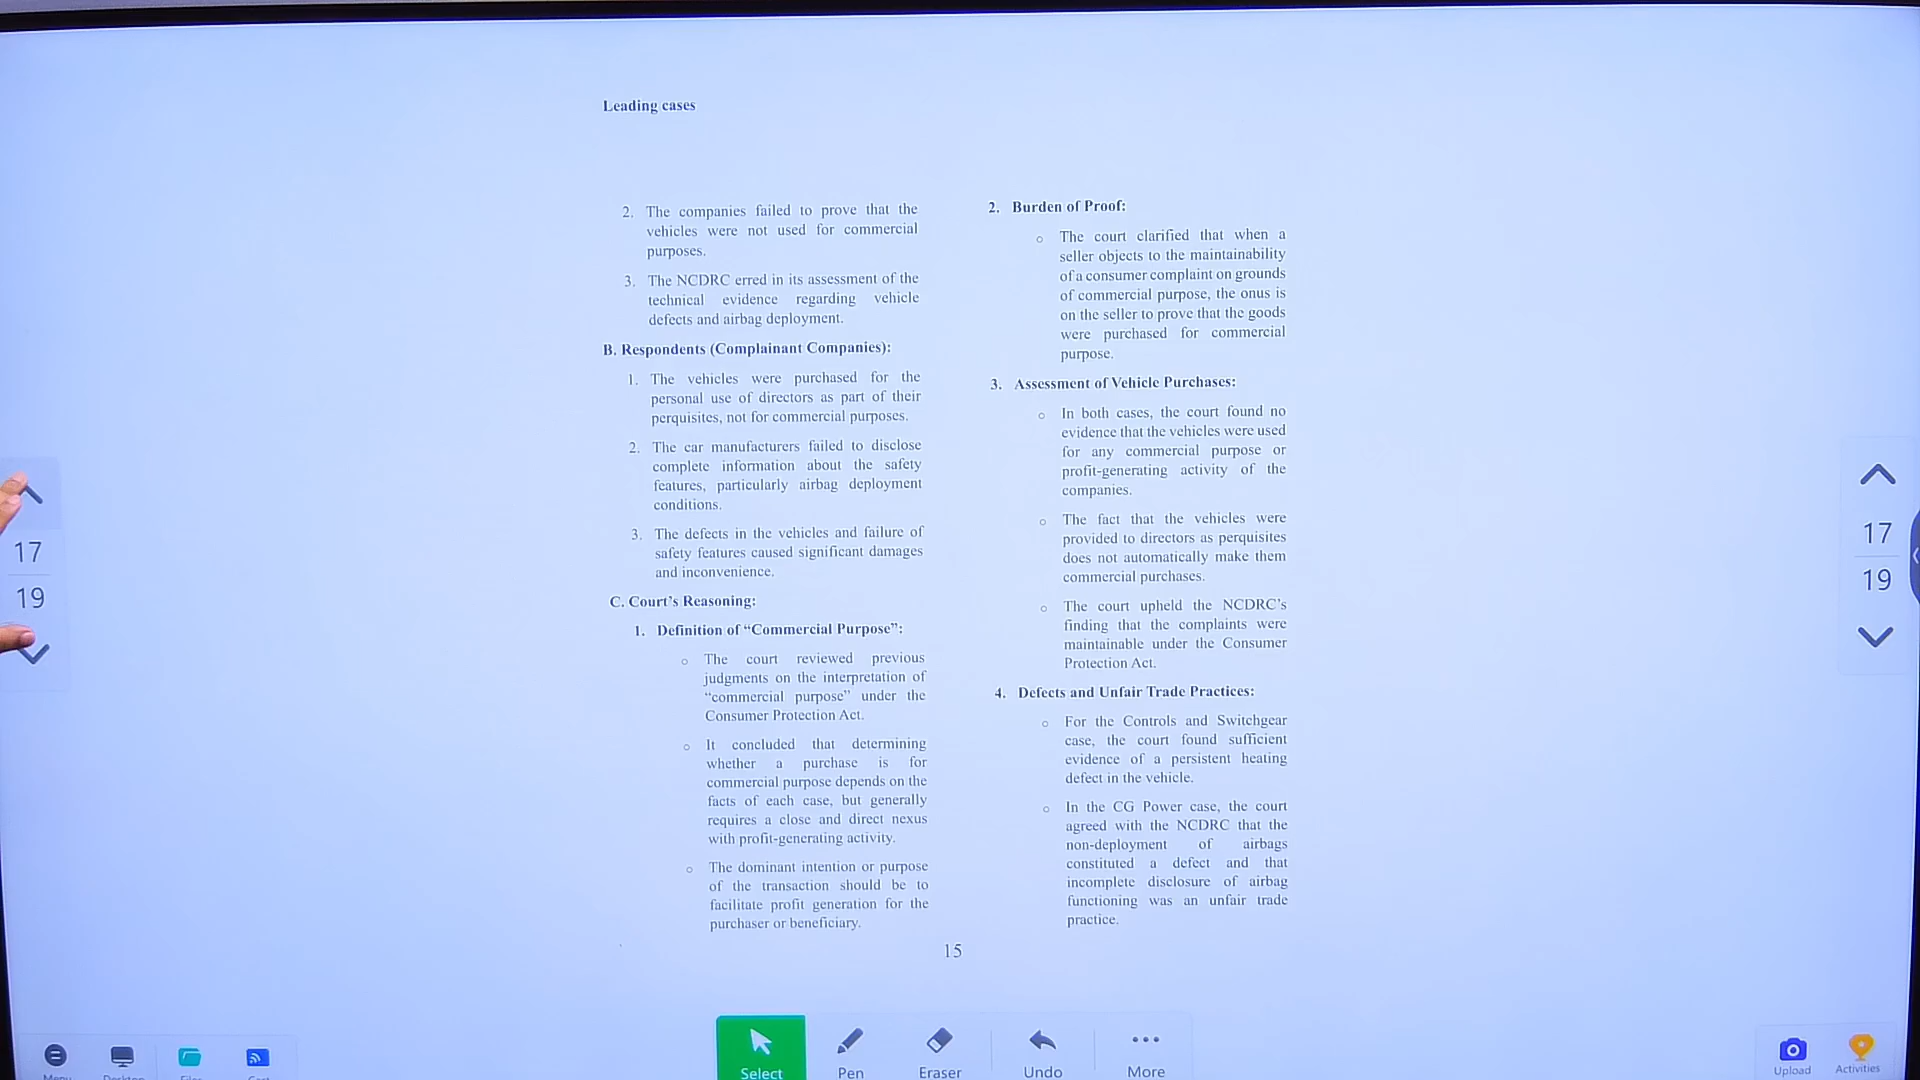 Leading cases
2. The companies failed to prove that the
vehicles were not used for commercial
purposes.
3. The NCDRC erred in its assessment of the
technical evidence regarding vehicle
defects and airbag deployment.
B. Respondents (Complainant Companies):
1. The vehicles were purchased for the
personal use of directors as part of their
perquisites, not for commercial purposes.
2. The car manufacturers failed to disclose
complete information about the safety
features, particularly airbag deployment
conditions.
3. The defects in the vehicles and failure of
safety features caused significant damages
and inconvenience.
C. Court's Reasoning:
1. Definition of “Commercial Purpose”:
○ The court reviewed previous
judgments on the interpretation of
“commercial purpose” under the
Consumer Protection Act.
○ It concluded that determining
whether a purchase is for
commercial purpose depends on the
facts of each case, but generally
requires a close and direct nexus
with profit-generating activity.
○ The dominant intention or purpose
of the transaction should be to
facilitate profit generation for the
purchaser or beneficiary.
2. Burden of Proof:
○ The court clarified that when a
seller objects to the maintainability
of a consumer complaint on grounds
of commercial purpose, the onus is
on the seller to prove that the goods
were purchased for commercial
purpose.
3. Assessment of Vehicle Purchases:
○ In both cases, the court found no
evidence that the vehicles were used
for any commercial purpose or
profit-generating activity of the
companies.
○ The fact that the vehicles were
provided to directors as perquisites
does not automatically make them
commercial purchases.
○ The court upheld the NCDRC's
finding that the complaints were
maintainable under the Consumer
Protection Act.
4. Defects and Unfair Trade Practices:
○ For the Controls and Switchgear
case, the court found sufficient
evidence of a persistent heating
defect in the vehicle.
○ In the CG Power case, the court
agreed with the NCDRC that the
non-deployment of airbags
constituted a defect and that
incomplete disclosure of airbag
functioning was an unfair trade
practice.
15
17
19
17
19
Menu Desktop Files Cast
Select Pen Eraser Undo More
Upload Activities